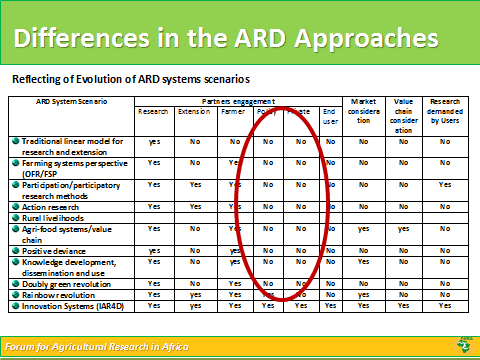 Differences in the ARD Approaches
Reflecting of Evolution of ARD systems scenarios
ARD System Scenario Partners engagement Market considera tion Value chain consider ation Research demanded by Users
Research Extension Farmer Policy Private End user
Traditional linear model for research and extension yes No No No No No No No No
Farming systems perspective (OFR/FSP Yes No Yes No No No No No No
Participation/participatory research methods Yes Yes Yes No No No No No Yes
Action research Yes Yes Yes No No No No No No
Rural livelihoods
Agri-food systems/value chain Yes No Yes No No No yes yes No
Positive deviance yes No yes No No No No No No
Knowledge development, dissemination and use Yes No yes No No No Yes No No
Doubly green revolution Yes No Yes No No No No No No
Rainbow revolution Yes yes Yes Yes No No yes No No
Innovation Systems (IAR4D) Yes yes Yes Yes Yes Yes Yes Yes Yes
Forum for Agricultural Research in Africa